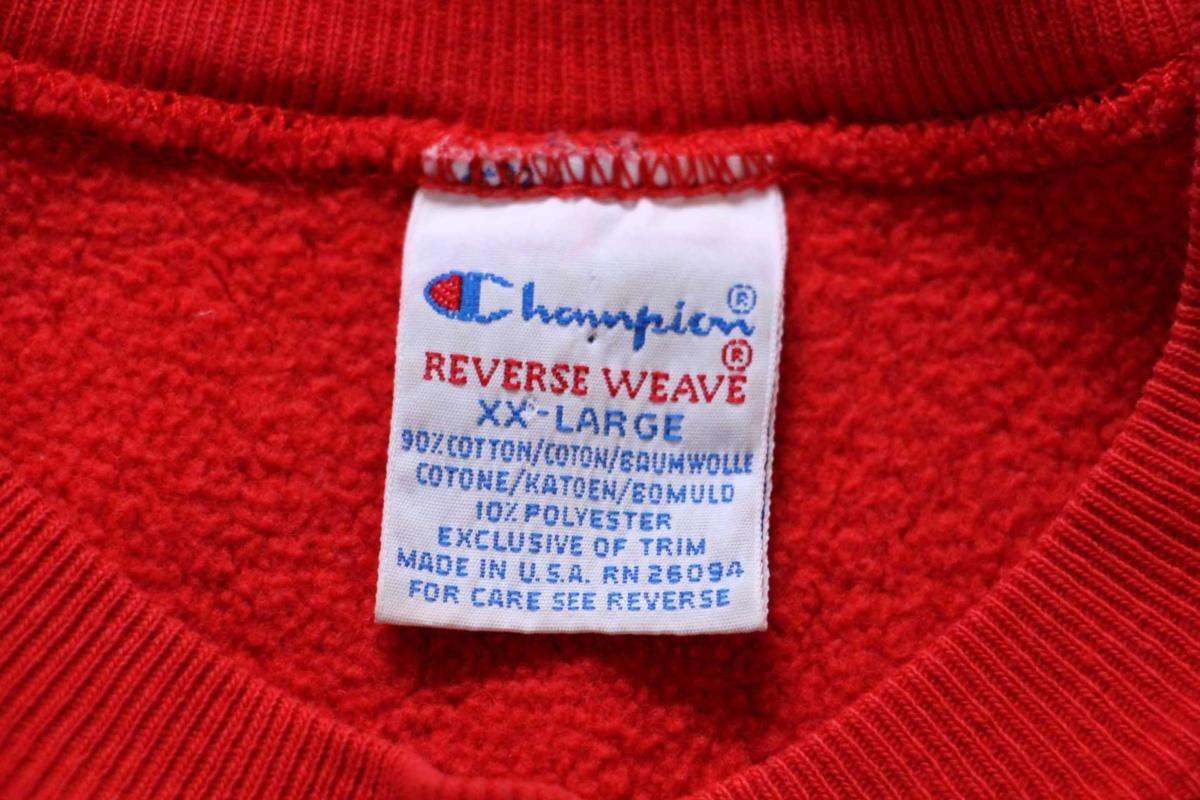 Champion®
REVERSE WEAVE®
XX-LARGE
90% COTTON/COTON/BAUMWOLLE
COTONE/KATOEN/BOMULD
10% POLYESTER
EXCLUSIVE OF TRIM
MADE IN U.S.A. RN 26094
FOR CARE SEE REVERSE